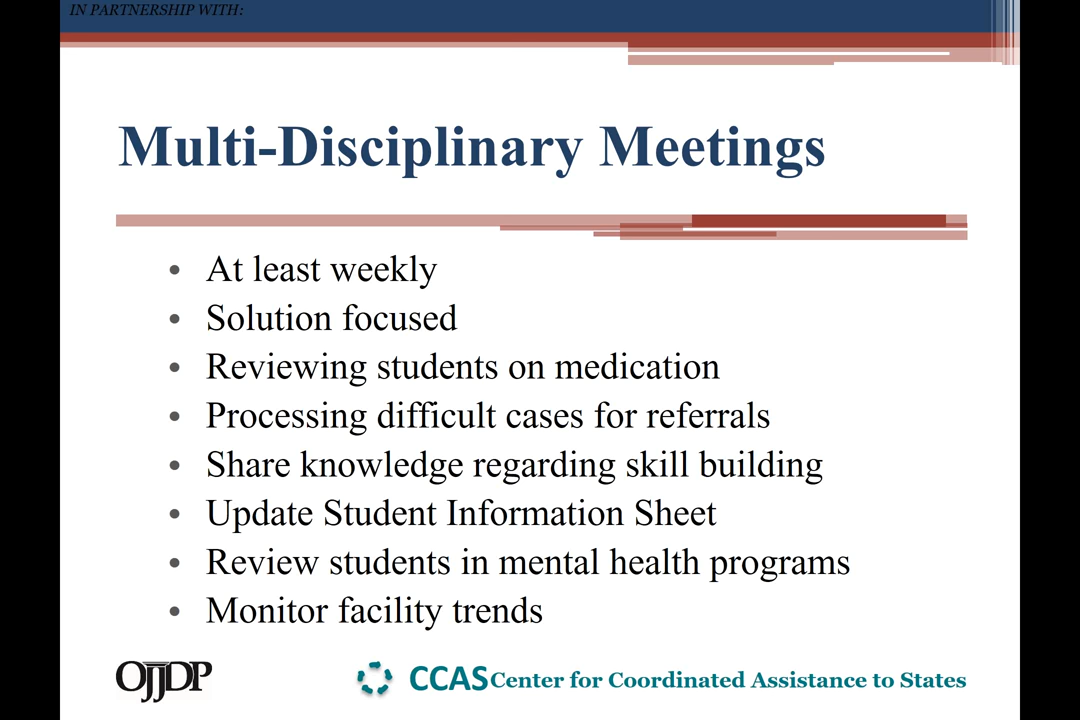 IN PARTNERSHIP WITH:
Multi-Disciplinary Meetings
• At least weekly
• Solution focused
• Reviewing students on medication
• Processing difficult cases for referrals
• Share knowledge regarding skill building
• Update Student Information Sheet
• Review students in mental health programs
• Monitor facility trends
OJJDP
CCAS Center for Coordinated Assistance to States